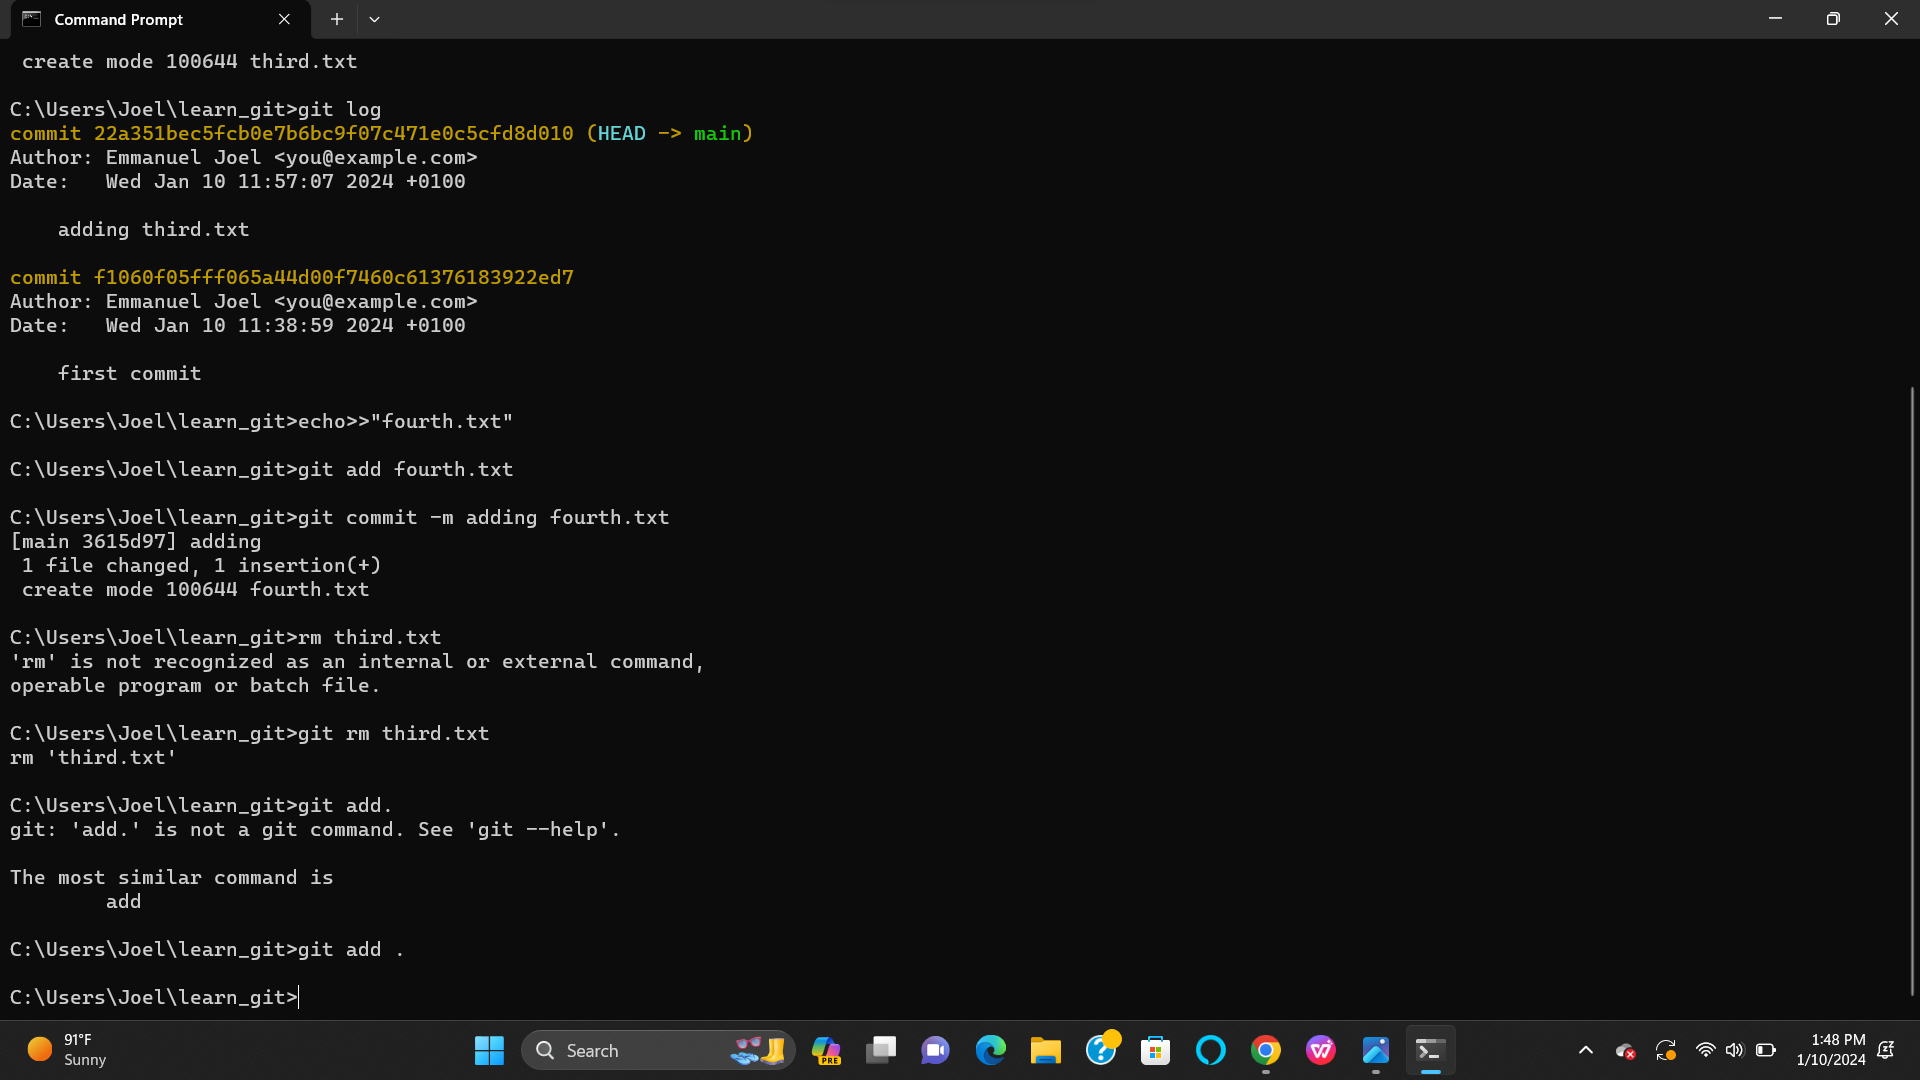 Command Prompt
create mode 100644 third.txt
C:\Users\Joel\learn_git>git log
commit 22a351bec5fcb0e7b6bc9f07c471e0c5cfd8d010 (HEAD -> main)
Author: Emmanuel Joel <you@example.com>
Date:   Wed Jan 10 11:57:07 2024 +0100
adding third.txt
commit f1060f05fff065a44d00f7460c61376183922ed7
Author: Emmanuel Joel <you@example.com>
Date:   Wed Jan 10 11:38:59 2024 +0100
first commit
C:\Users\Joel\learn_git>echo>>"fourth.txt"
C:\Users\Joel\learn_git>git add fourth.txt
C:\Users\Joel\learn_git>git commit -m adding fourth.txt
[main 3615d97] adding
1 file changed, 1 insertion(+)
create mode 100644 fourth.txt
C:\Users\Joel\learn_git>rm third.txt
'rm' is not recognized as an internal or external command,
operable program or batch file.
C:\Users\Joel\learn_git>git rm third.txt
rm 'third.txt'
C:\Users\Joel\learn_git>git add.
git: 'add.' is not a git command. See 'git --help'.
The most similar command is
add
C:\Users\Joel\learn_git>git add .
C:\Users\Joel\learn_git>
91°F
Sunny
Search
PRE
1:48 PM
1/10/2024